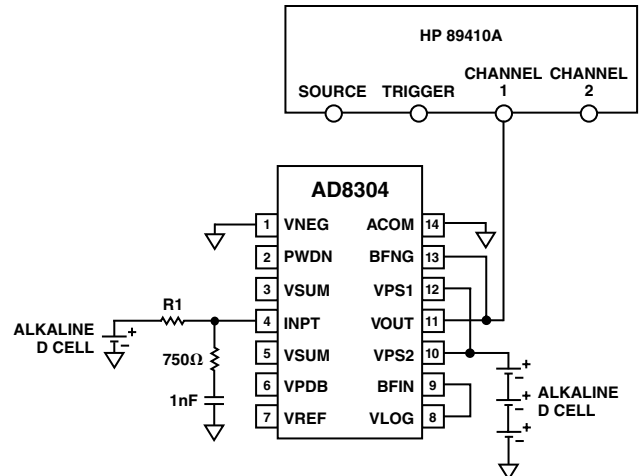 HP 89410A
CHANNEL CHANNEL
SOURCE TRIGGER 1 2
AD8304
1 VNEG ACOM 14
2 PWDN BFNG 13
3 VSUM VPS1 12
R1
4 INPT VOUT 11
ALKALINE
D CELL
+
−
750Ω
5 VSUM VPS2 10
1nF
6 VPDB BFIN 9
7 VREF VLOG 8
+
−
+
−
+
−
ALKALINE
D CELL